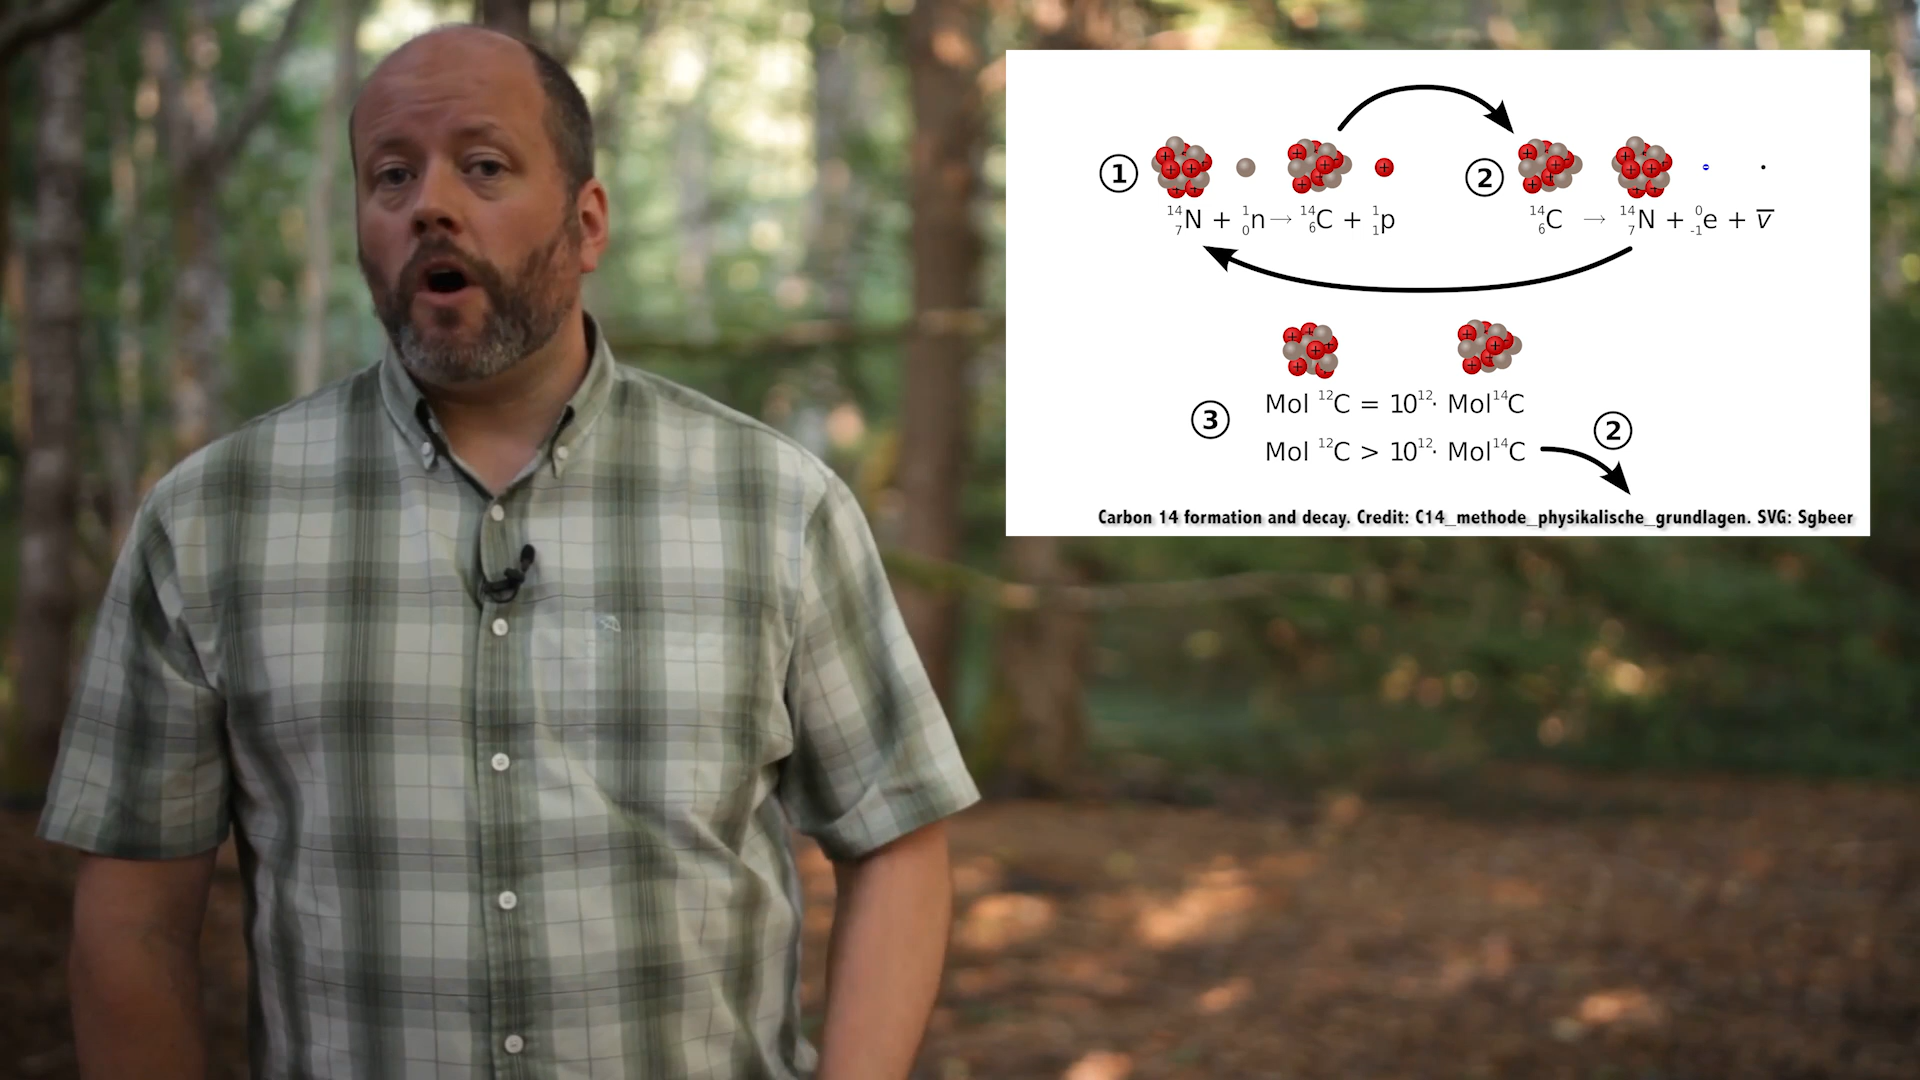 ① ¹⁴₇N + ¹₀n → ¹⁴₆C + ¹₁p
② ¹⁴₆C → ¹⁴₇N + ⁰₋₁e + v̅
③ Mol ¹²C = 10¹²· Mol¹⁴C
Mol ¹²C > 10¹²· Mol¹⁴C ②
Carbon 14 formation and decay. Credit: C14_methode_physikalische_grundlagen. SVG: Sgbeer